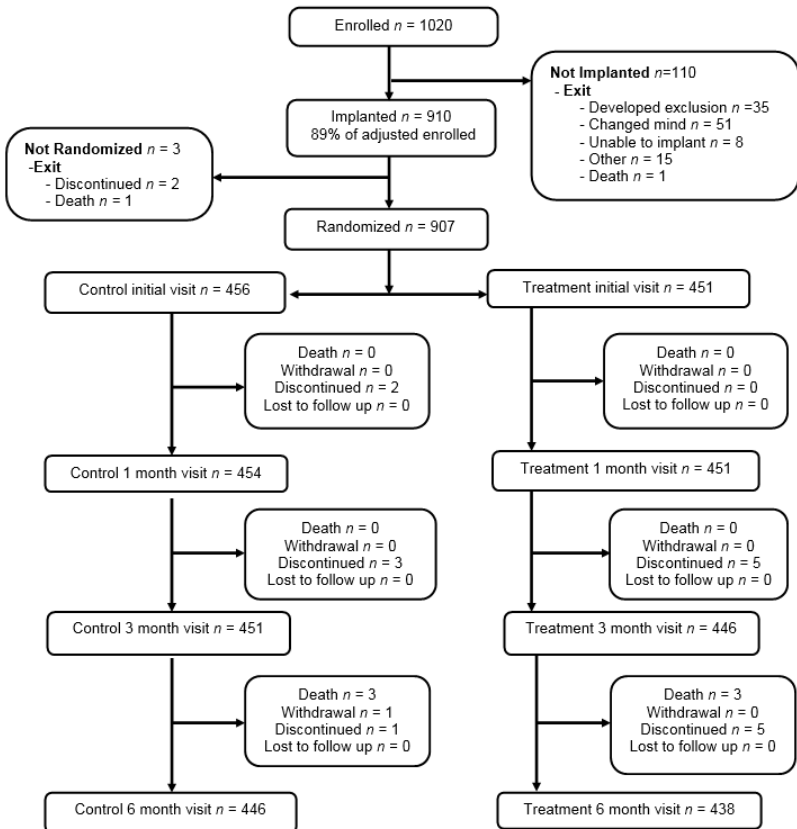 Enrolled n = 1020
Not Implanted n=110
- Exit
- Developed exclusion n =35
- Changed mind n = 51
- Unable to implant n = 8
- Other n = 15
- Death n = 1
Implanted n = 910
89% of adjusted enrolled
Not Randomized n = 3
-Exit
- Discontinued n = 2
- Death n = 1
Randomized n = 907
Control initial visit n = 456
Treatment initial visit n = 451
Death n = 0
Withdrawal n = 0
Discontinued n = 2
Lost to follow up n = 0
Death n = 0
Withdrawal n = 0
Discontinued n = 0
Lost to follow up n = 0
Control 1 month visit n = 454
Treatment 1 month visit n = 451
Death n = 0
Withdrawal n = 0
Discontinued n = 3
Lost to follow up n = 0
Death n = 0
Withdrawal n = 0
Discontinued n = 5
Lost to follow up n = 0
Control 3 month visit n = 451
Treatment 3 month visit n = 446
Death n = 3
Withdrawal n = 1
Discontinued n = 1
Lost to follow up n = 0
Death n = 3
Withdrawal n = 0
Discontinued n = 5
Lost to follow up n = 0
Control 6 month visit n = 446
Treatment 6 month visit n = 438